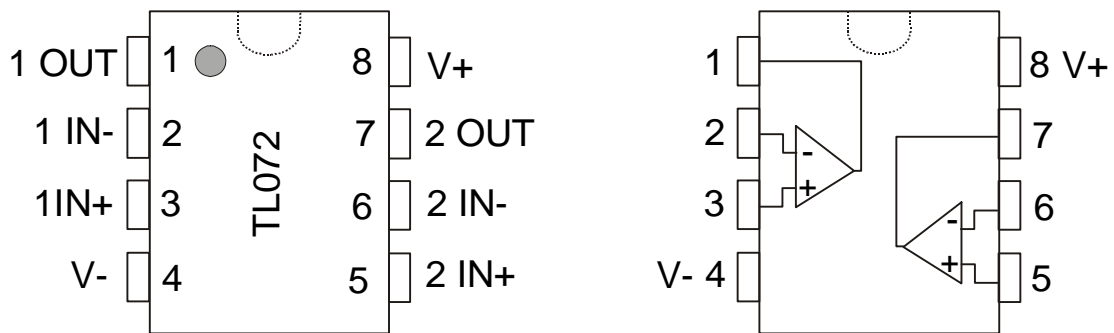 1 OUT 1 8 V+
1 IN- 2 7 2 OUT
1IN+ 3 6 2 IN-
V- 4 5 2 IN+
TL072
1 8 V+
2 - 7
3 + - 6
V- 4 + 5